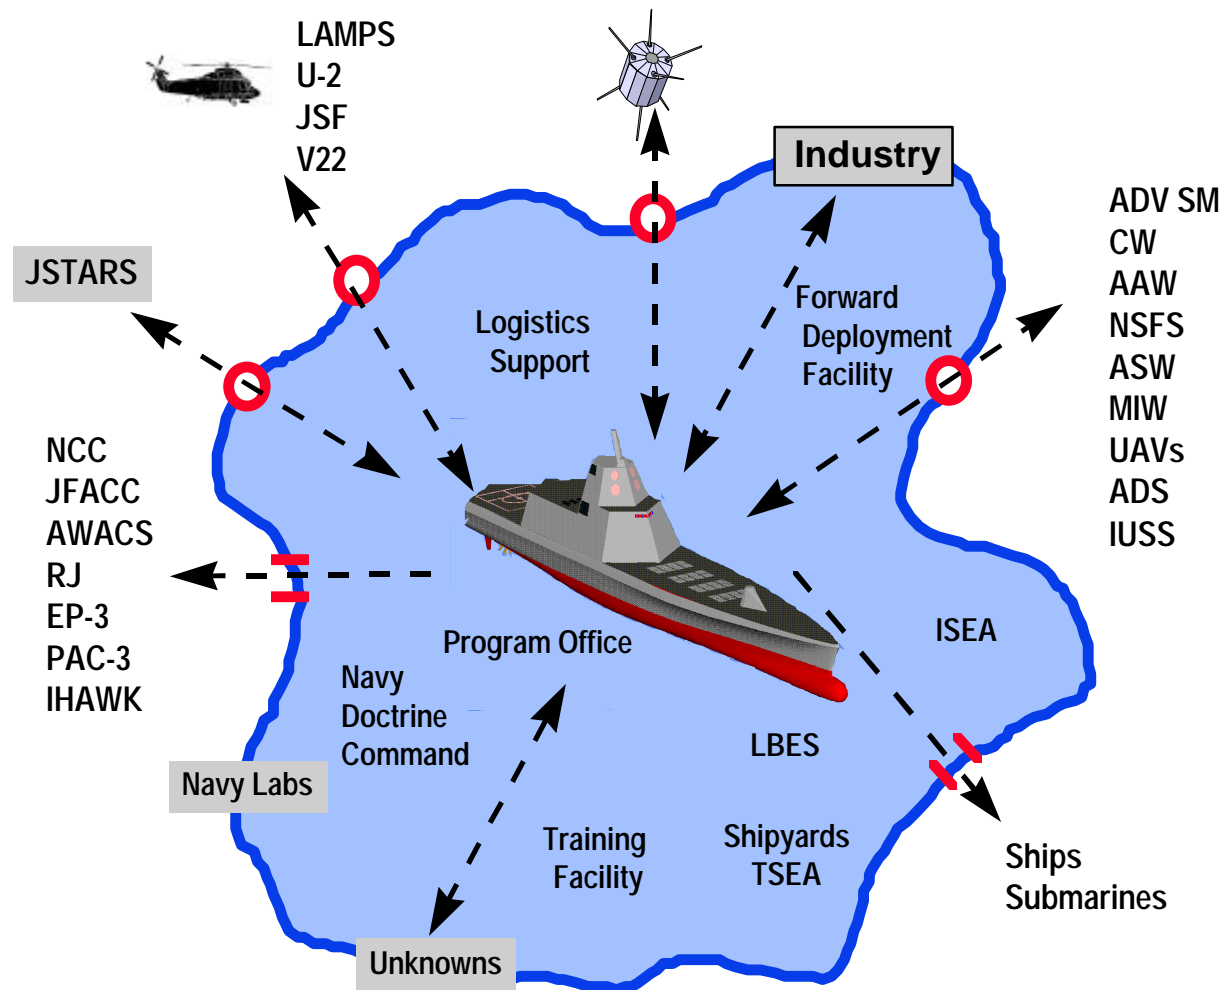 LAMPS
U-2
JSF
V22
Industry
ADV SM
CW
AAW
NSFS
ASW
MIW
UAVs
ADS
IUSS
JSTARS
Logistics
Support
Forward
Deployment
Facility
NCC
JFACC
AWACS
RJ
EP-3
PAC-3
IHAWK
ISEA
Program Office
Navy
Doctrine
Command
LBES
Navy Labs
Training
Facility
Shipyards
TSEA
Ships
Submarines
Unknowns